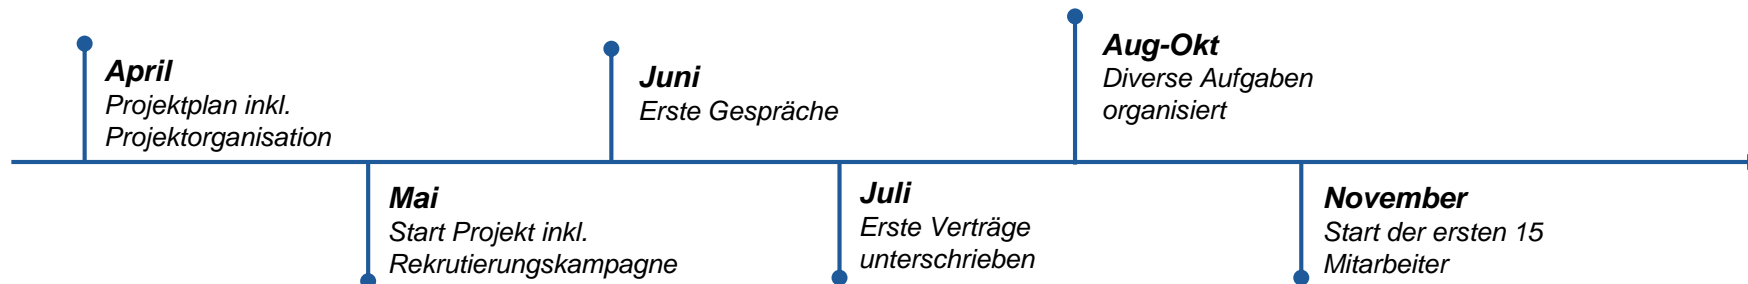 April
Projektplan inkl.
Projektorganisation
Mai
Start Projekt inkl.
Rekrutierungskampagne
Juni
Erste Gespräche
Juli
Erste Verträge
unterschrieben
Aug-Okt
Diverse Aufgaben
organisiert
November
Start der ersten 15
Mitarbeiter